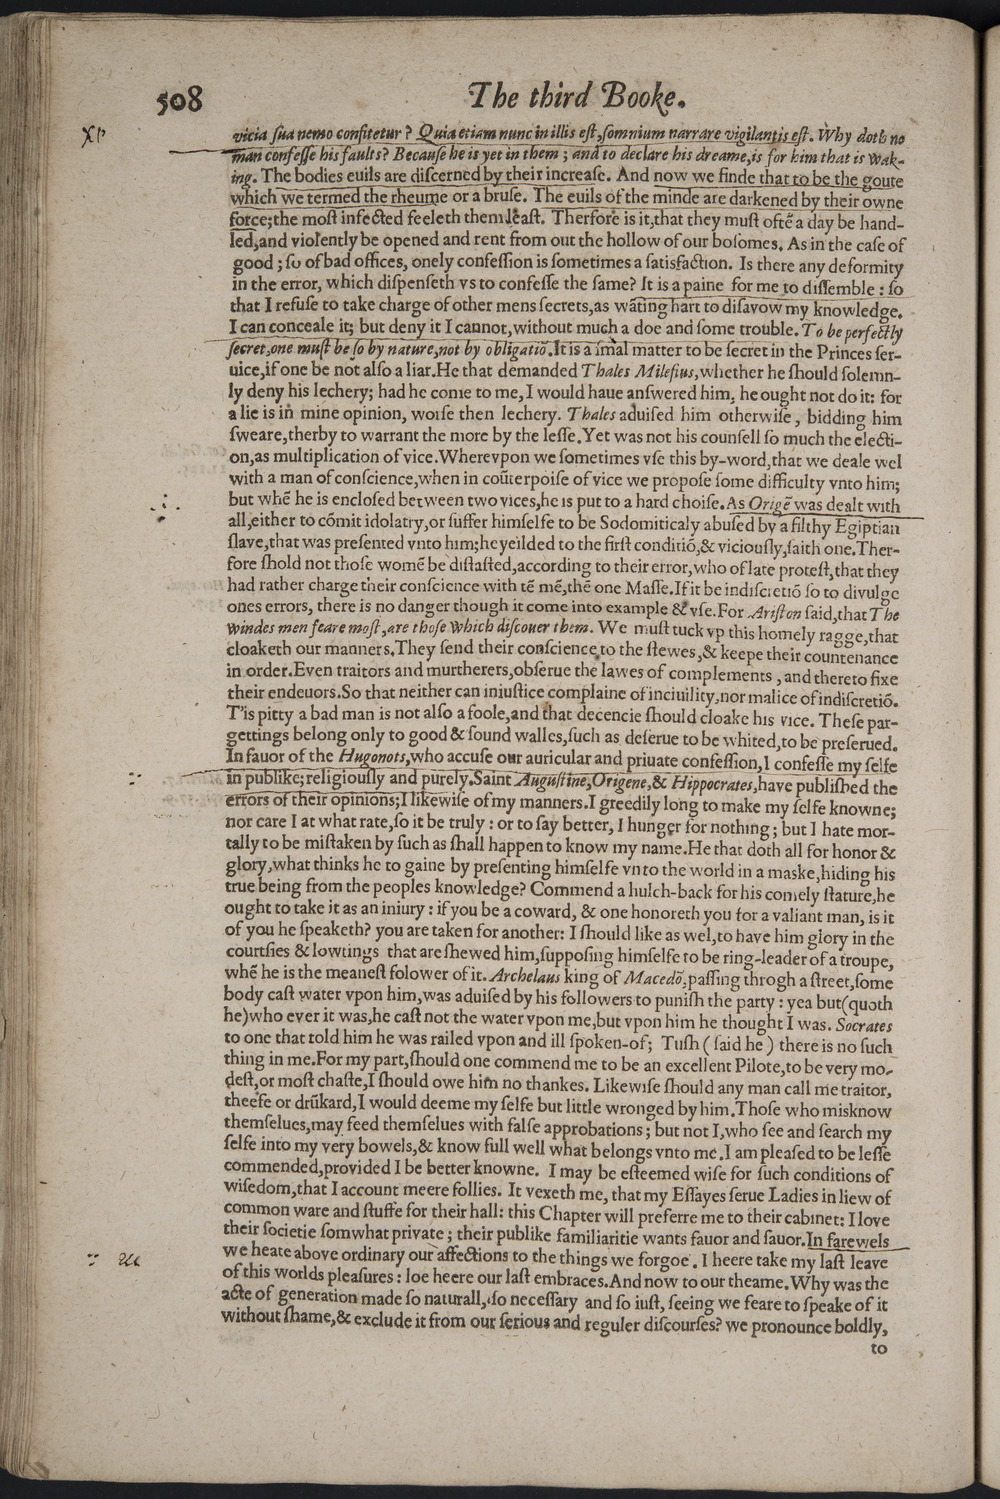 508 The third Booke.
vicia ſua nemo confitetur? Quia etiam nunc in illis eſt, ſomnium narrare vigilantis eſt. Why doth no
man confeſſe his faults? Becauſe he is yet in them; and to declare his dreame, is for him that is wak-
ing. The bodies euils are diſcerned by their increaſe. And now we finde that to be the goute
which we termed the rheume or a bruſe. The euils of the minde are darkened by their owne
force; the moſt infected feeleth them leaſt. Therfore is it, that they muſt oftē a day be hand-
led, and violently be opened and rent from out the hollow of our boſomes. As in the caſe of
good; ſo of bad offices, onely confeſſion is ſometimes a ſatisfaction. Is there any deformity
in the error, which diſpenſeth vs to confeſſe the ſame? It is a paine for me to diſſemble: ſo
that I refuſe to take charge of other mens ſecrets, as wāting hart to diſavow my knowledge.
I can conceale it; but deny it I cannot, without much a doe and ſome trouble. To be perfectly
ſecret, one muſt be ſo by nature, not by obligatiō. It is a ſmal matter to be ſecret in the Princes ſer-
uice, if one be not alſo a liar. He that demanded Thales Mileſius, whether he ſhould ſolemn-
ly deny his lechery; had he come to me, I would haue anſwered him, he ought not do it: for
a lie is in mine opinion, worſe then lechery. Thales aduiſed him otherwiſe, bidding him
ſweare, therby to warrant the more by the leſſe. Yet was not his counſell ſo much the electi-
on, as multiplication of vice. Wherevpon we ſometimes vſe this by-word, that we deale wel
with a man of conſcience, when in coūterpoiſe of vice we propoſe ſome difficulty vnto him;
but whē he is encloſed between two vices, he is put to a hard choiſe. As Origē was dealt with
all, either to cōmit idolatry, or ſuffer himſelfe to be Sodomiticaly abuſed by a filthy Egiptian
ſlave, that was preſented vnto him; he yeilded to the firſt conditiō, & viciouſly, ſaith one. Ther-
fore ſhold not thoſe womē be diſtaſted, according to their error, who of late proteſt, that they
had rather charge their conſcience with tē mē, thē one Maſſe. If it be indiſcretiō ſo to divulge
ones errors, there is no danger though it come into example & vſe. For Ariſton ſaid, that The
windes men feare moſt, are thoſe which diſcouer them. We muſt tuck vp this homely ragge, that
cloaketh our manners. They ſend their conſcience to the ſtewes, & keepe their countenance
in order. Even traitors and murtherers, obſerue the lawes of complements, and thereto fixe
their endeuors. So that neither can iniuſtice complaine of inciuility, nor malice of indiſcretiō.
T'is pitty a bad man is not alſo a foole, and that decencie ſhould cloake his vice. Theſe par-
gettings belong only to good & ſound walles, ſuch as deſerue to be whited, to be preſerued.
In fauor of the Hugonots, who accuſe our auricular and priuate confeſſion, I confeſſe my ſelfe
in publike; religiouſly and purely. Saint Auguſtine, Origene, & Hippocrates, have publiſhed the
errors of their opinions; I likewiſe of my manners. I greedily long to make my ſelfe knowne;
nor care I at what rate, ſo it be truly: or to ſay better, I hunger for nothing; but I hate mor-
tally to be miſtaken by ſuch as ſhall happen to know my name. He that doth all for honor &
glory, what thinks he to gaine by preſenting himſelfe vnto the world in a maske, hiding his
true being from the peoples knowledge? Commend a hulch-back for his comely ſtature, he
ought to take it as an iniury: if you be a coward, & one honoreth you for a valiant man, is it
of you he ſpeaketh? you are taken for another: I ſhould like as wel, to have him glory in the
courtſies & lowtings that are ſhewed him, ſuppoſing himſelfe to be ring-leader of a troupe,
whē he is the meaneſt folower of it. Archelaus king of Macedō, paſſing throgh a ſtreet, ſome
body caſt water vpon him, was aduiſed by his followers to puniſh the party: yea but (quoth
he) who ever it was, he caſt not the water vpon me, but vpon him he thought I was. Socrates
to one that told him he was railed vpon and ill ſpoken-of; Tuſh (ſaid he) there is no ſuch
thing in me. For my part, ſhould one commend me to be an excellent Pilote, to be very mo-
deſt, or moſt chaſte, I ſhould owe him no thankes. Likewiſe ſhould any man call me traitor,
theefe or drūkard, I would deeme my ſelfe but little wronged by him. Thoſe who misknow
themſelues, may feed themſelues with falſe approbations; but not I, who ſee and ſearch my
ſelfe into my very bowels, & know full well what belongs vnto me. I am pleaſed to be leſſe
commended, provided I be better knowne. I may be eſteemed wiſe for ſuch conditions of
wiſedom, that I account meere follies. It vexeth me, that my Eſſayes ſerue Ladies in liew of
common ware and ſtuffe for their hall: this Chapter will preferre me to their cabinet: I love
their ſocietie ſomwhat private; their publike familiaritie wants fauor and ſauor. In farewels
we heate above ordinary our affections to the things we forgoe. I heere take my laſt leave
of this worlds pleaſures: loe heere our laſt embraces. And now to our theame. Why was the
acte of generation made ſo naturall, ſo neceſſary and ſo iuſt, ſeeing we feare to ſpeake of it
without ſhame, & exclude it from our ſerious and reguler diſcourſes? we pronounce boldly,
to